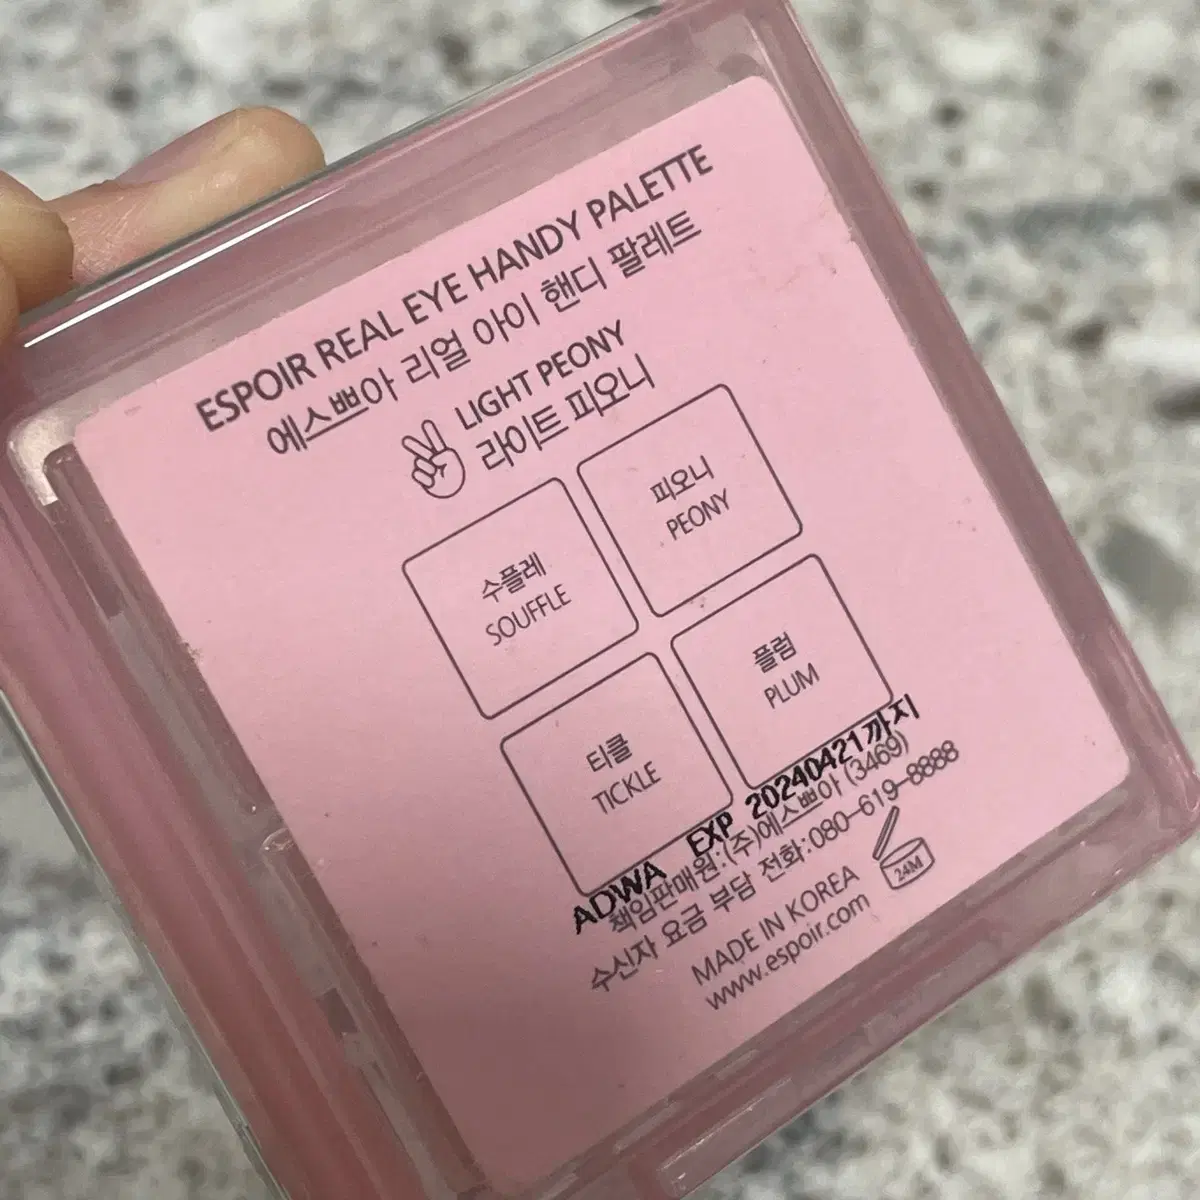 ESPOIR REAL EYE HANDY PALETTE
에스쁘아 리얼 아이 핸디 팔레트
LIGHT PEONY
라이트 피오니
수플레
SOUFFLE
피오니
PEONY
티클
TICKLE
플럼
PLUM
ADWA EXP 20240421까지
책임판매원:(주)에스쁘아 (3469)
수신자 요금 부담 전화:080-619-8888
MADE IN KOREA
www.espoir.com
24M